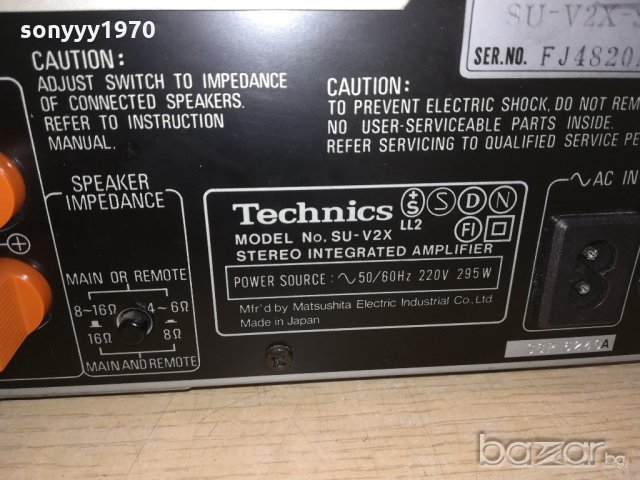 sonyyy1970
CAUTION:
ADJUST SWITCH TO IMPEDANCE
OF CONNECTED SPEAKERS.
REFER TO INSTRUCTION
MANUAL.
SU-V2X
SER.NO. FJ4820
CAUTION:
TO PREVENT ELECTRIC SHOCK, DO NOT REM
NO USER-SERVICEABLE PARTS INSIDE.
REFER SERVICING TO QUALIFIED SERVICE PE
SPEAKER
IMPEDANCE
MAIN OR REMOTE
8~16Ω 4~6Ω
16Ω 8Ω
MAIN AND REMOTE
Technics +S S D N
LL2 FI
MODEL No. SU-V2X
STEREO INTEGRATED AMPLIFIER
POWER SOURCE : ∿50/60Hz 220V 295W
Mfr'd by Matsushita Electric Industrial Co., Ltd.
Made in Japan
∿ AC IN
bazar.bg